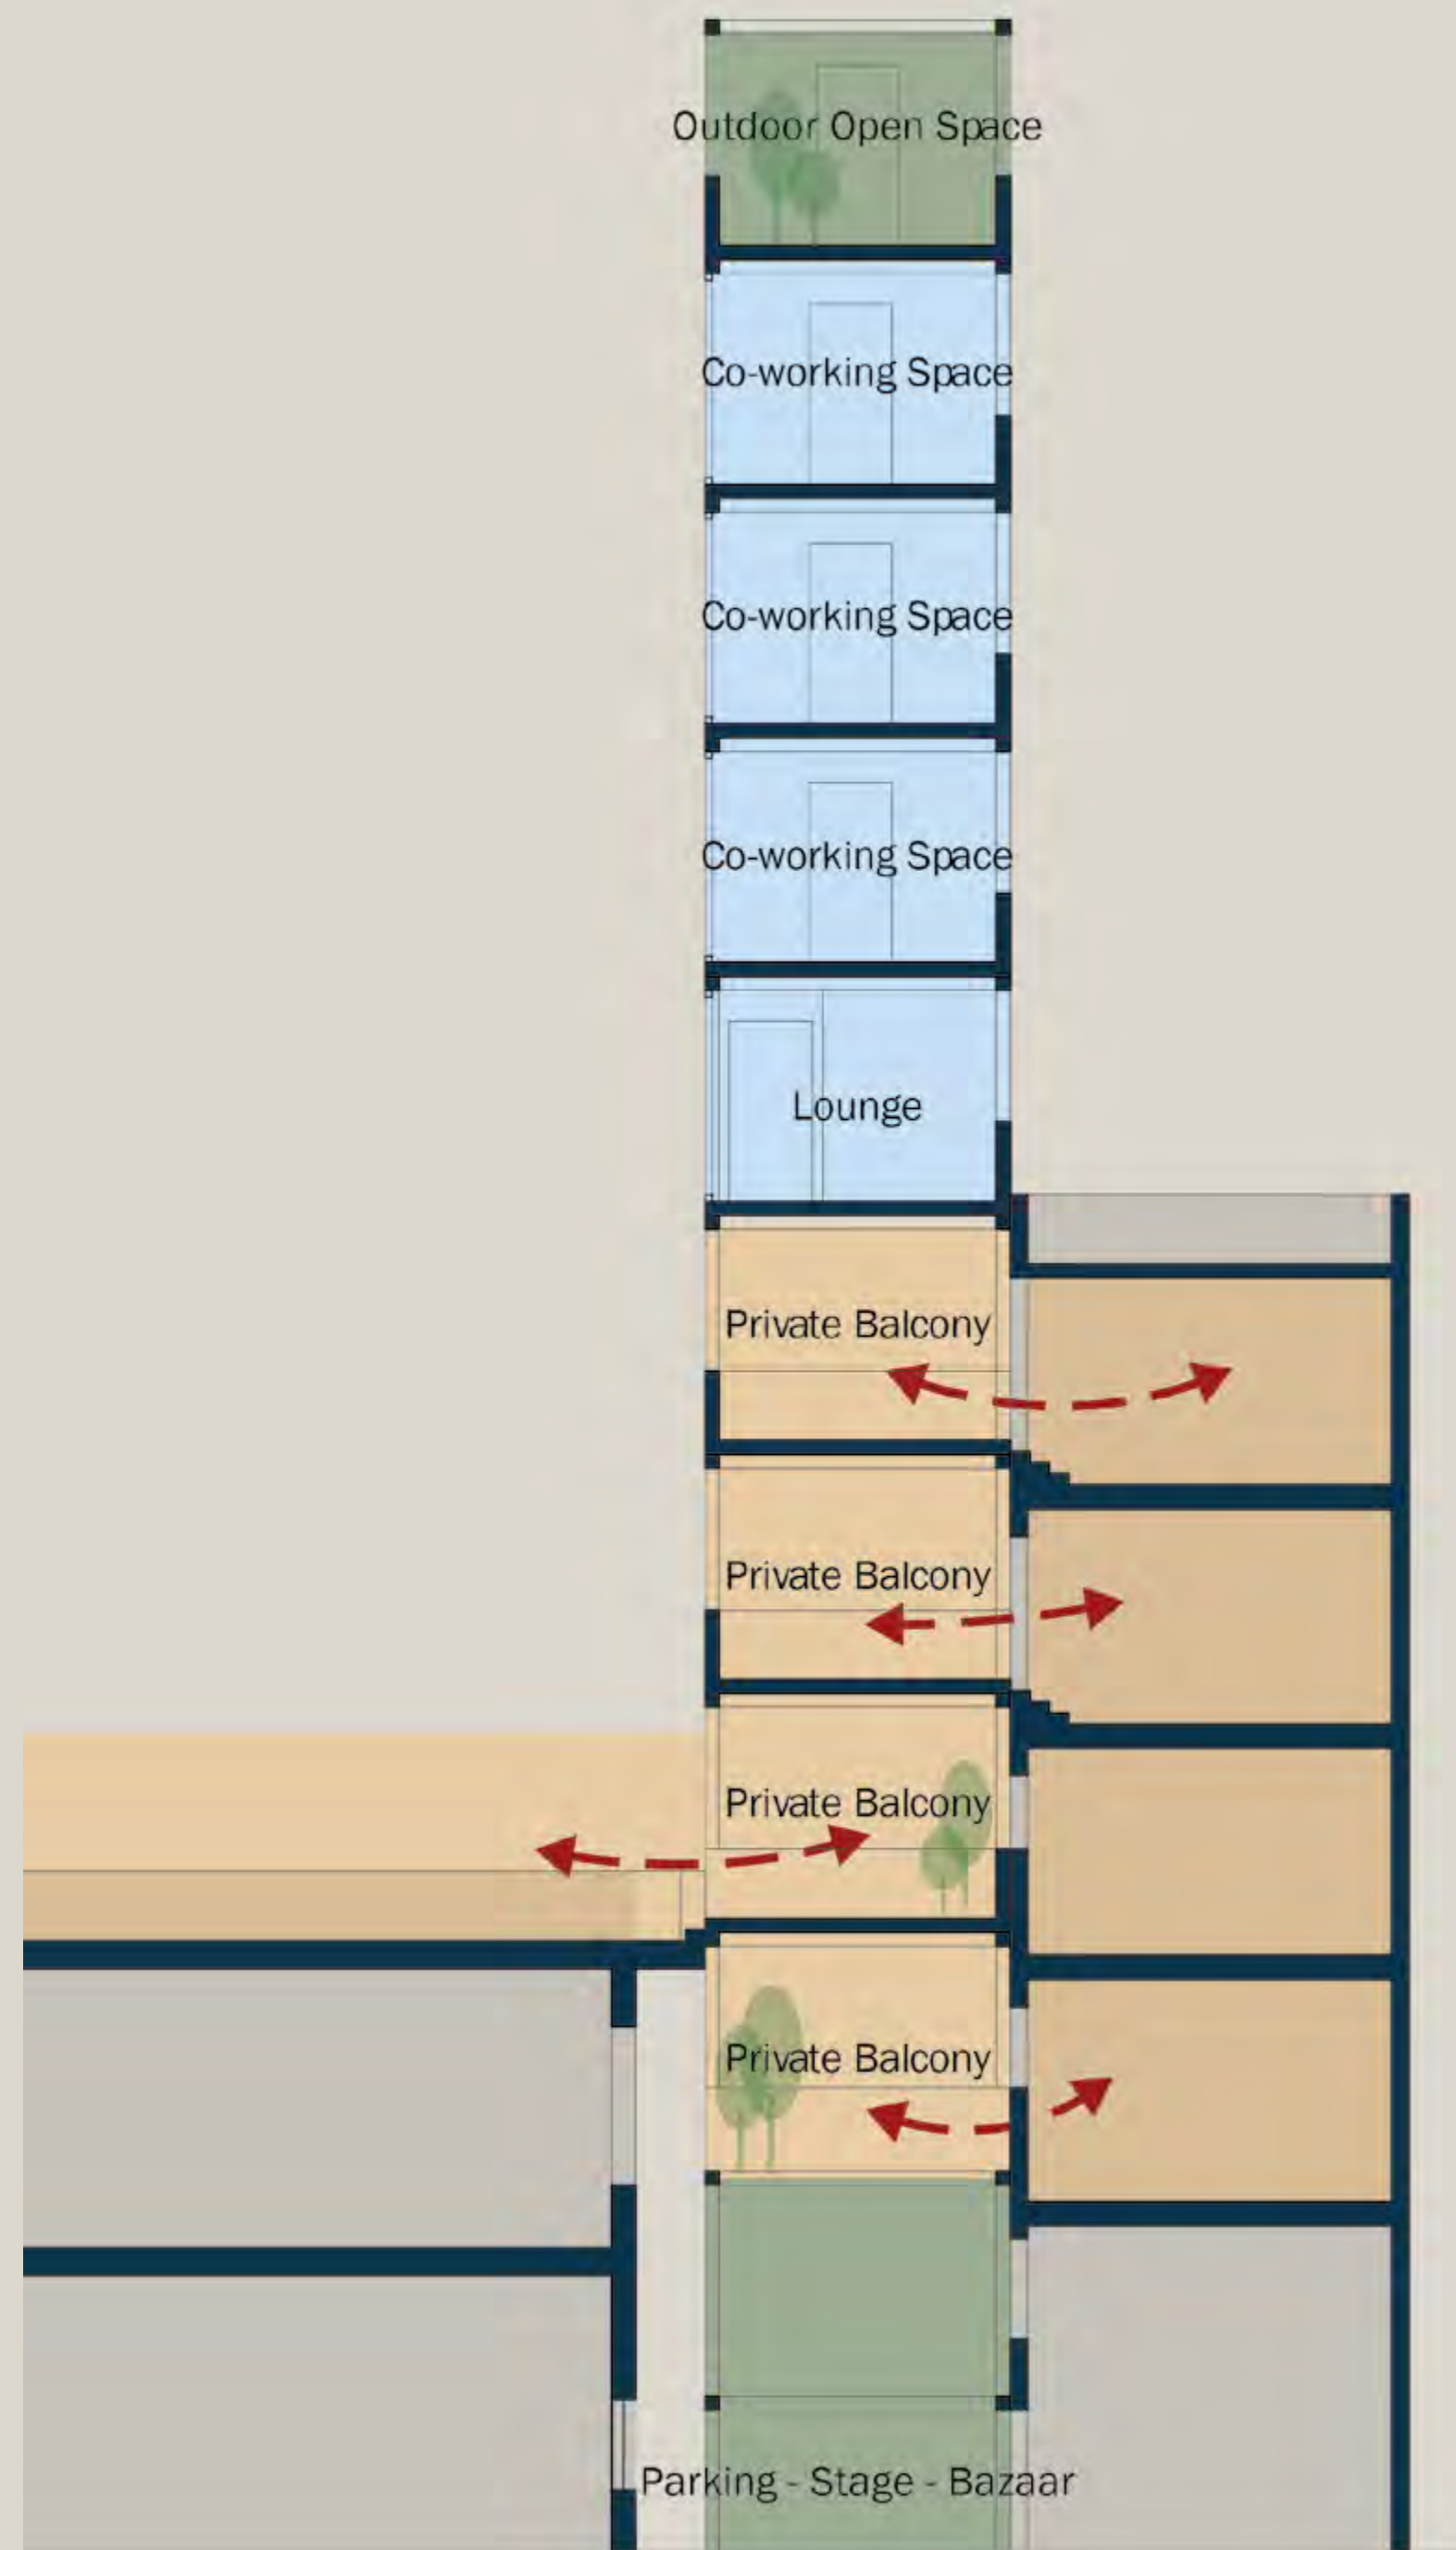 Outdoor Open Space
Co-working Space
Co-working Space
Co-working Space
Lounge
Private Balcony
Private Balcony
Private Balcony
Private Balcony
Parking - Stage - Bazaar